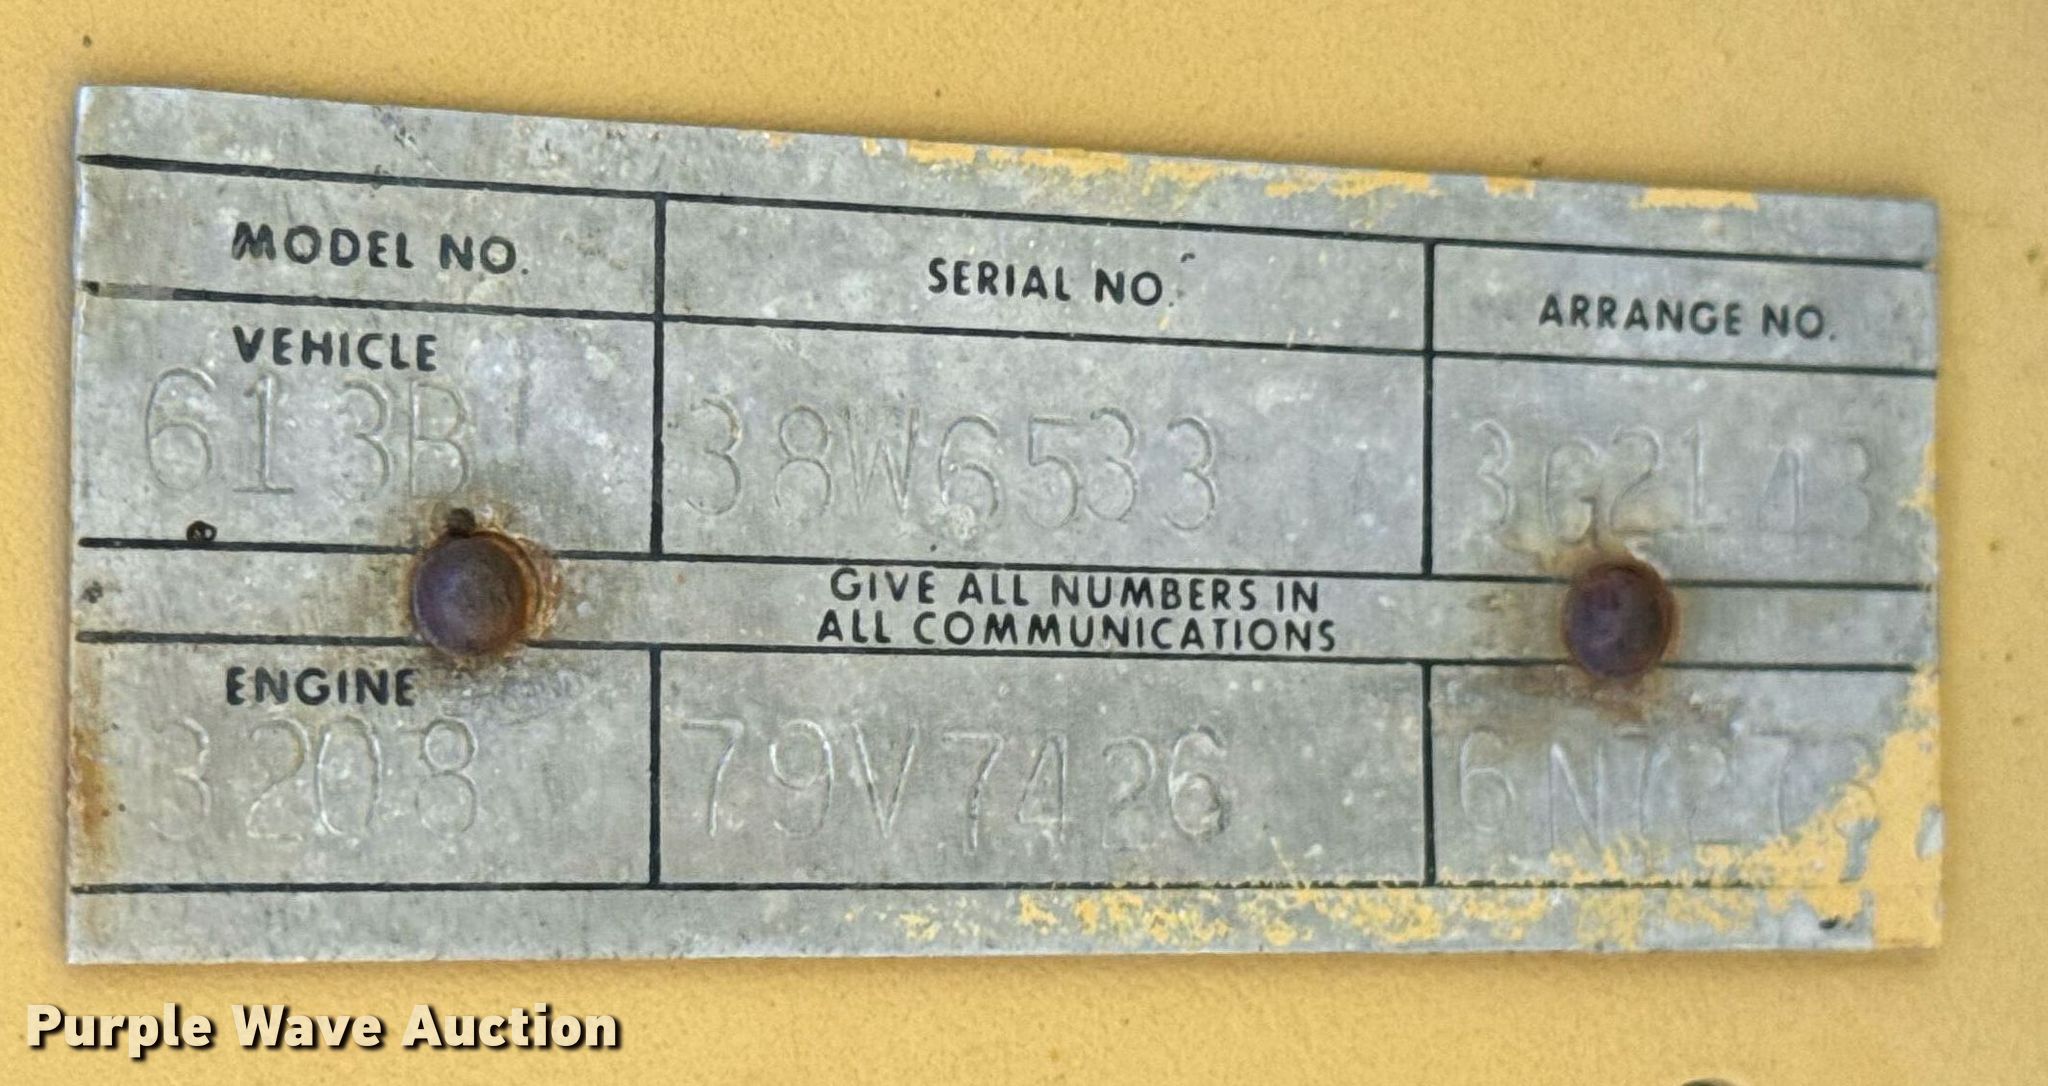 MODEL NO. SERIAL NO. ARRANGE NO.
VEHICLE
613B 38W6533 3G2143
GIVE ALL NUMBERS IN
ALL COMMUNICATIONS
ENGINE
3208 79V7426
Purple Wave Auction